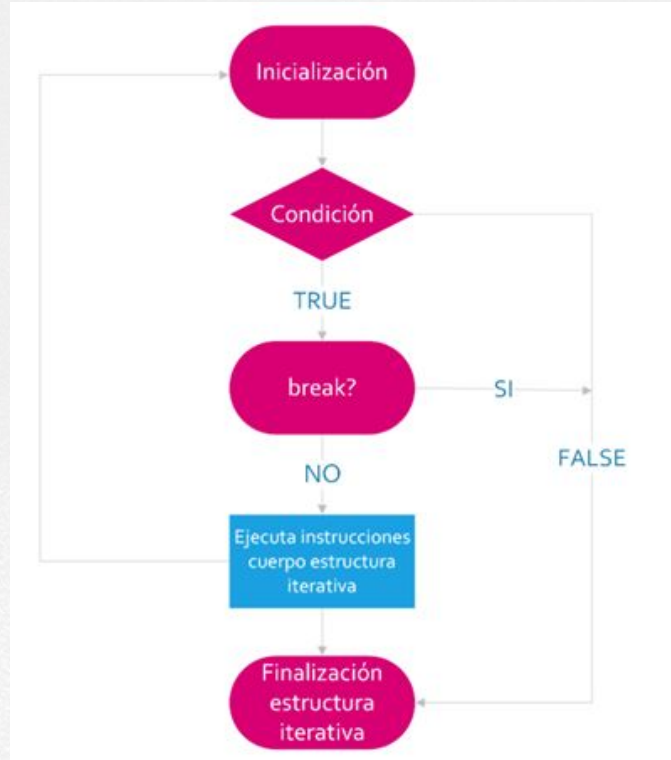 Inicialización
Condición
TRUE
break?
SI
FALSE
NO
Ejecuta instrucciones
cuerpo estructura
iterativa
Finalización
estructura
iterativa